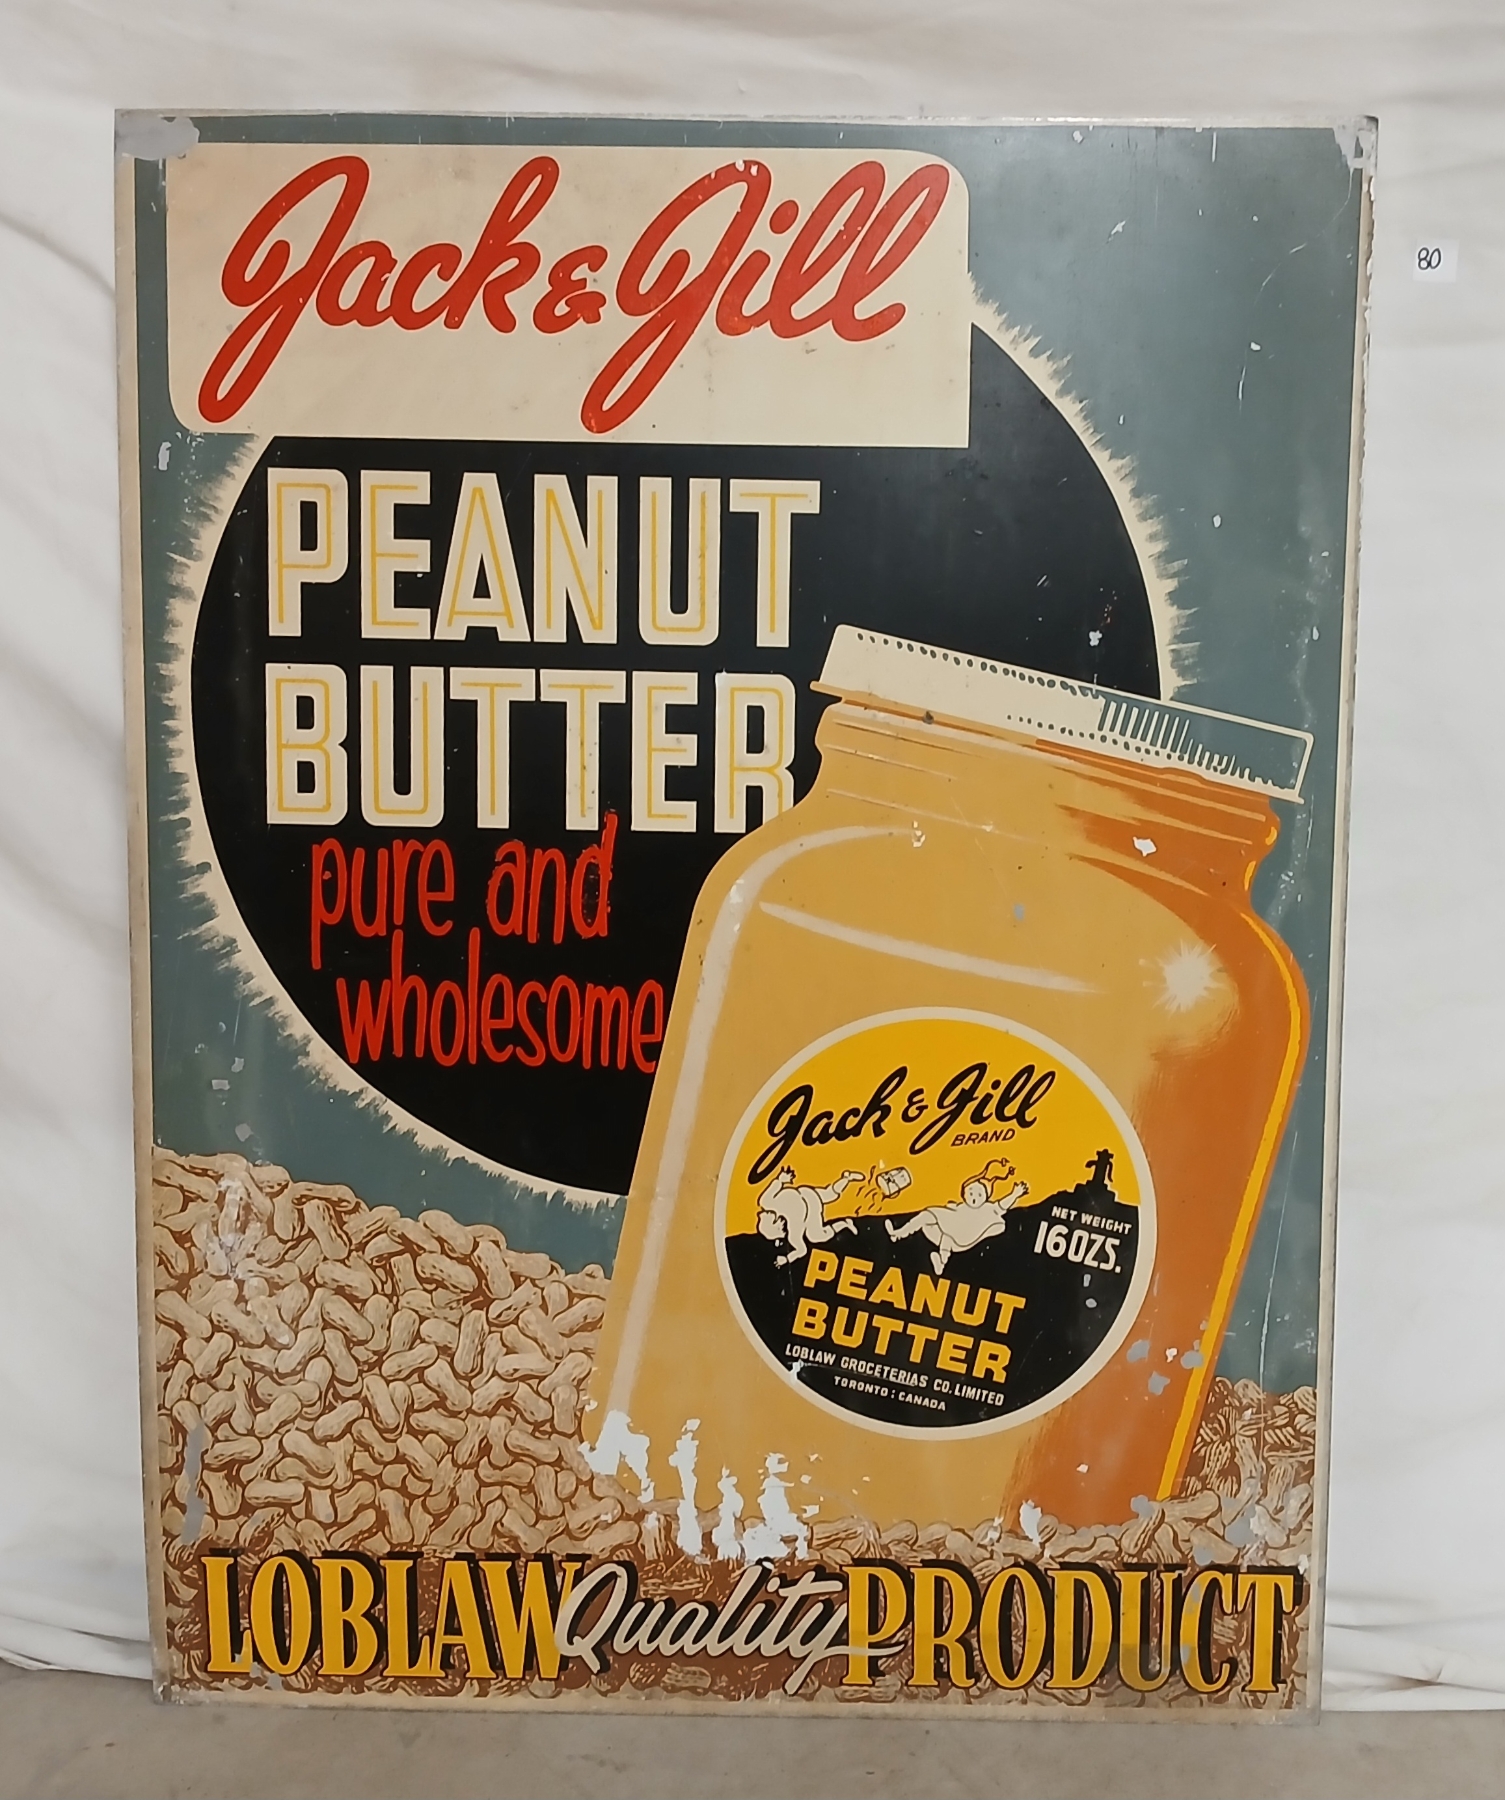 Jack & Jill
80
PEANUT
BUTTER
pure and
wholesome
Jack & Jill
BRAND
NET WEIGHT
16 OZS.
PEANUT
BUTTER
LOBLAW GROCETERIAS CO. LIMITED
TORONTO : CANADA
LOBLAW Quality PRODUCT